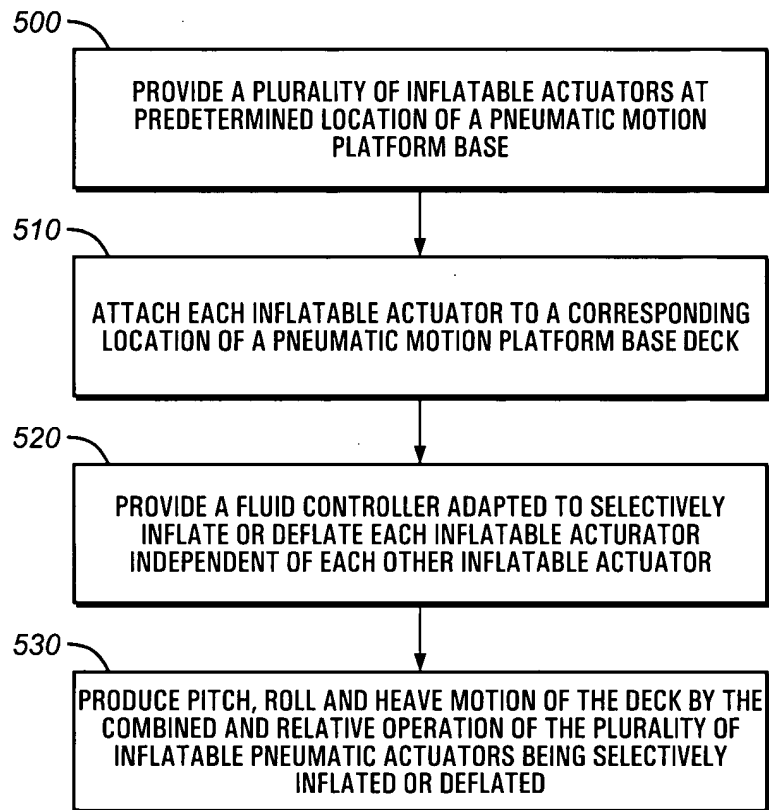 500
PROVIDE A PLURALITY OF INFLATABLE ACTUATORS AT
PREDETERMINED LOCATION OF A PNEUMATIC MOTION
PLATFORM BASE
510
ATTACH EACH INFLATABLE ACTUATOR TO A CORRESPONDING
LOCATION OF A PNEUMATIC MOTION PLATFORM BASE DECK
520
PROVIDE A FLUID CONTROLLER ADAPTED TO SELECTIVELY
INFLATE OR DEFLATE EACH INFLATABLE ACTURATOR
INDEPENDENT OF EACH OTHER INFLATABLE ACTUATOR
530
PRODUCE PITCH, ROLL AND HEAVE MOTION OF THE DECK BY THE
COMBINED AND RELATIVE OPERATION OF THE PLURALITY OF
INFLATABLE PNEUMATIC ACTUATORS BEING SELECTIVELY
INFLATED OR DEFLATED